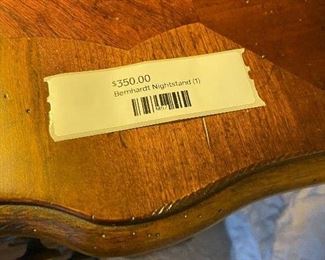 $350.00
Bernhardt Nightstand (1)